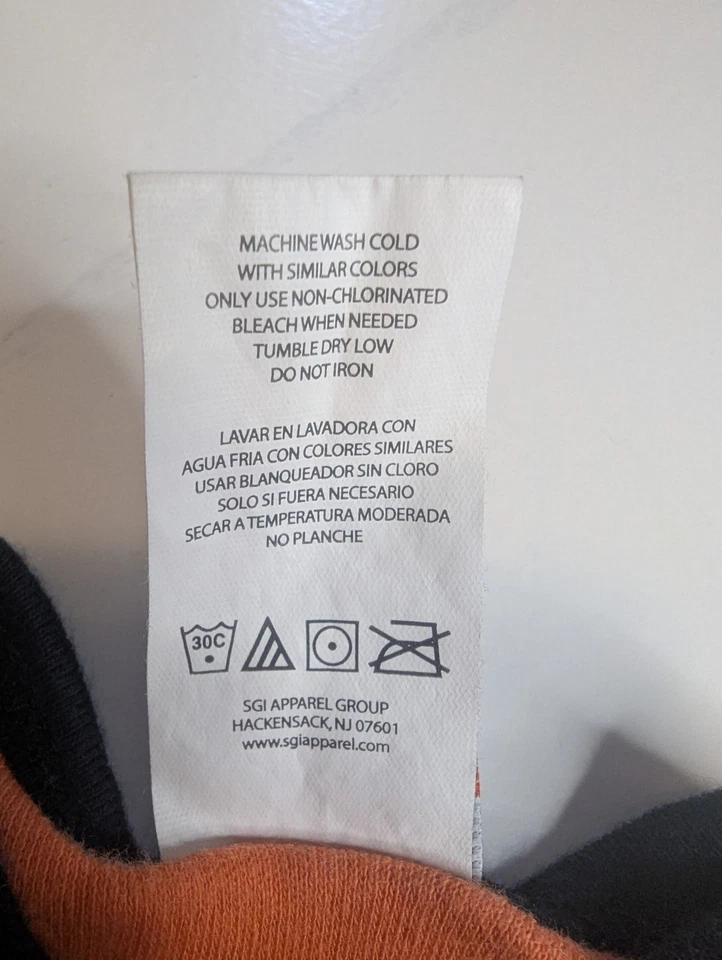 MACHINE WASH COLD
WITH SIMILAR COLORS
ONLY USE NON-CHLORINATED
BLEACH WHEN NEEDED
TUMBLE DRY LOW
DO NOT IRON
LAVAR EN LAVADORA CON
AGUA FRIA CON COLORES SIMILARES
USAR BLANQUEADOR SIN CLORO
SOLO SI FUERA NECESARIO
SECAR A TEMPERATURA MODERADA
NO PLANCHE
30C
SGI APPAREL GROUP
HACKENSACK, NJ 07601
www.sgiapparel.com